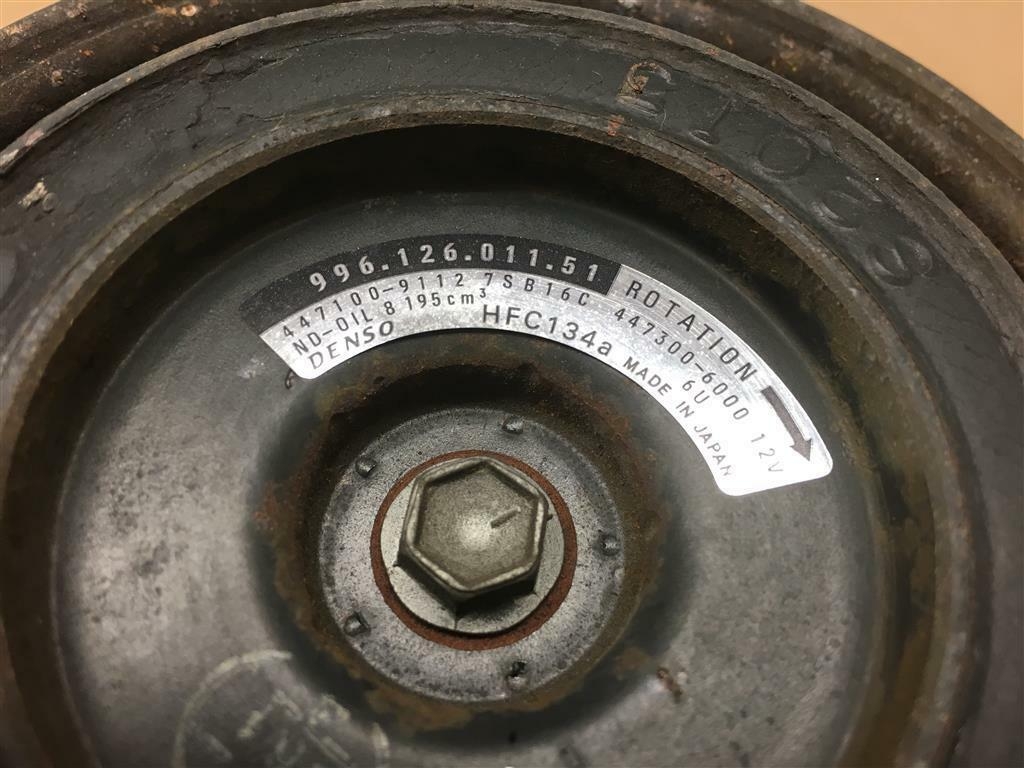 996.126.011.51
ROTATION
447100-9112 7SB16C 447300-6000 12V
ND-OIL 8 195cm³ HFC134a 6U
DENSO MADE IN JAPAN